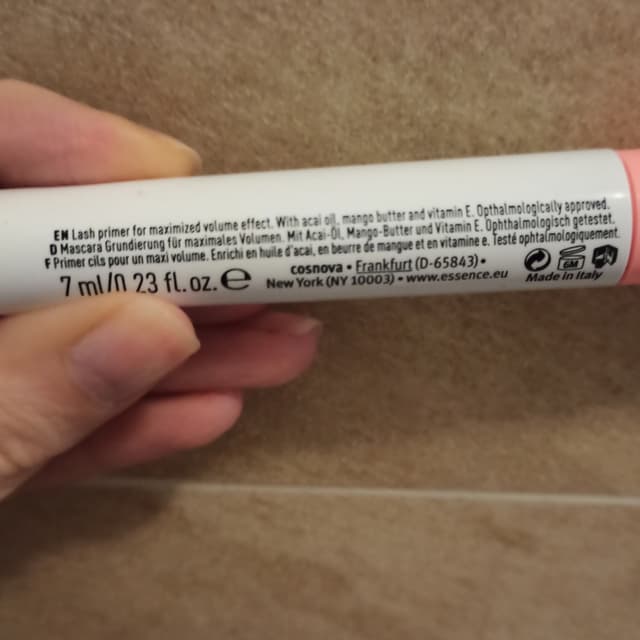 EN Lash primer for maximized volume effect. With acai oil, mango butter and vitamin E. Opthalmologically approved.
D Mascara Grundierung für maximales Volumen. Mit Acai-Öl, Mango-Butter und Vitamin E. Ophthalmologisch getestet.
F Primer cils pour un maxi volume. Enrichi en huile d'acai, en beurre de mangue et en vitamine e. Testé ophtalmologiquement.
7 ml/0.23 fl.oz. e
cosnova • Frankfurt (D-65843) •
New York (NY 10003) • www.essence.eu
6M
Made in Italy